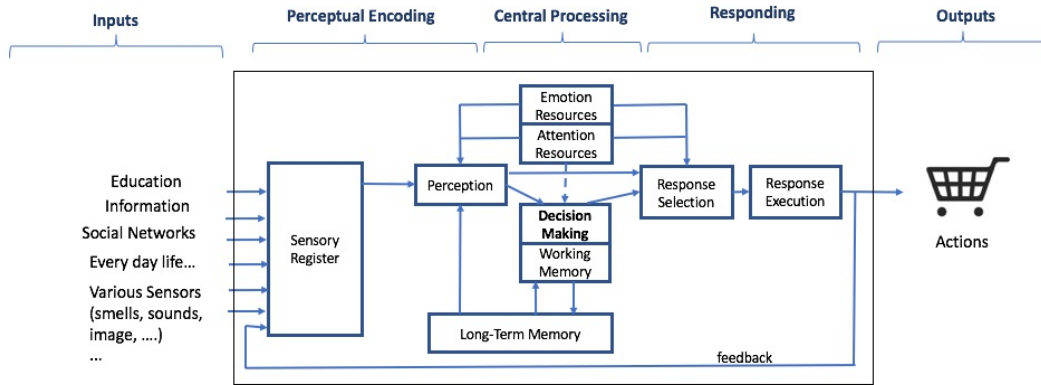 Inputs
Perceptual Encoding
Central Processing
Responding
Outputs
Emotion
Resources
Attention
Resources
Education
Information
Social Networks
Every day life...
Various Sensors
(smells, sounds,
image, ....)
...
Sensory
Register
Perception
Decision
Making
Working
Memory
Long-Term Memory
Response
Selection
Response
Execution
Actions
feedback